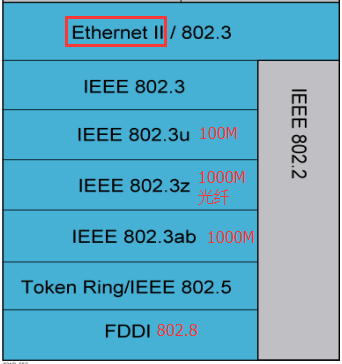 Ethernet II / 802.3
IEEE 802.3
IEEE 802.3u 100M
IEEE 802.3z 1000M
光纤
IEEE 802.3ab 1000M
Token Ring/IEEE 802.5
FDDI 802.8
IEEE 802.2